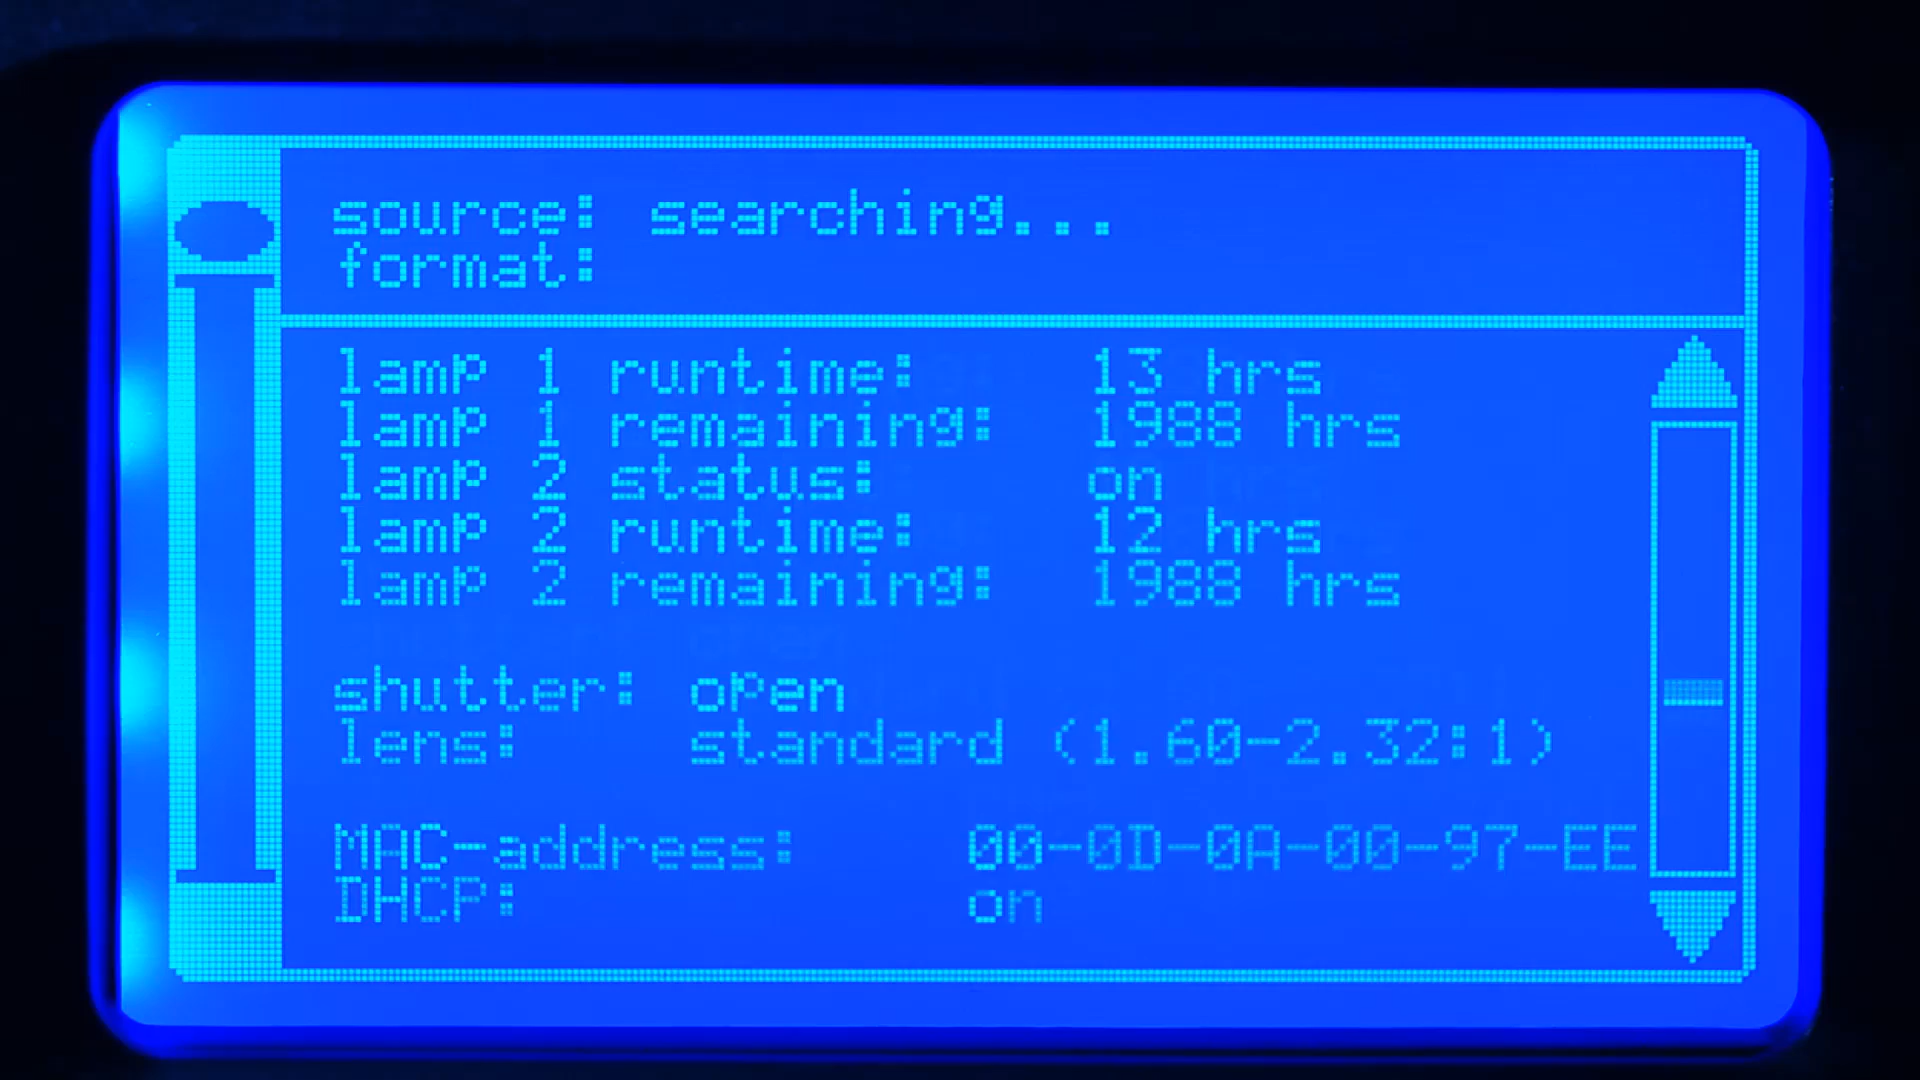 source: searching...
format:
lamp 1 runtime: 13 hrs
lamp 1 remaining: 1988 hrs
lamp 2 status: on
lamp 2 runtime: 12 hrs
lamp 2 remaining: 1988 hrs
shutter: open
lens: standard (1.60-2.32:1)
MAC-address: 00-0D-0A-00-97-EE
DHCP: on